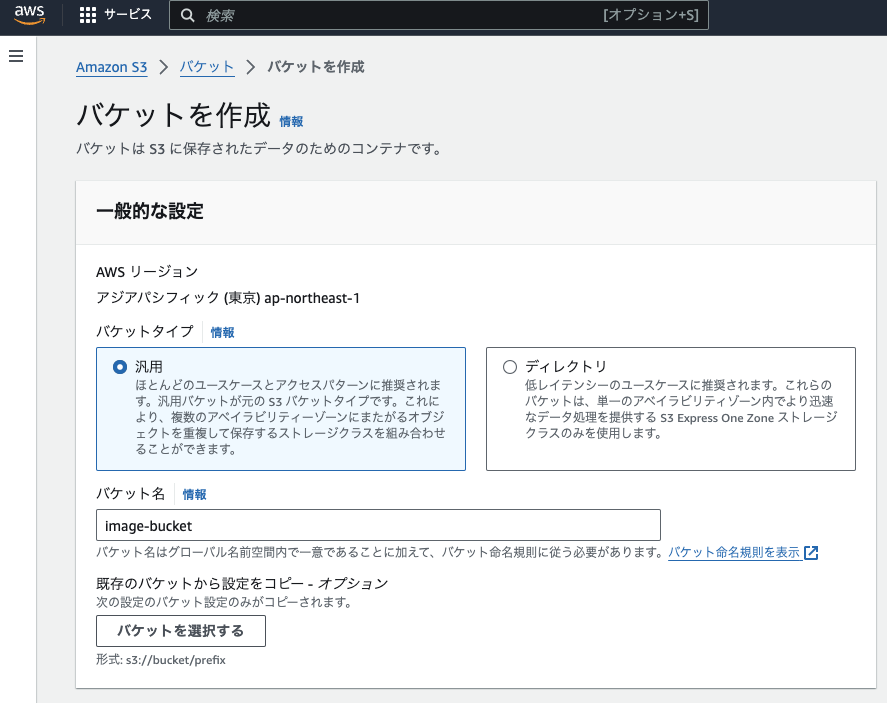 aws
サービス
検索
[オプション+S]
Amazon S3 > バケット > バケットを作成
バケットを作成 情報
バケットは S3 に保存されたデータのためのコンテナです。
一般的な設定
AWS リージョン
アジアパシフィック (東京) ap-northeast-1
バケットタイプ 情報
汎用
ほとんどのユースケースとアクセスパターンに推奨されま
す。汎用バケットが元の S3 バケットタイプです。これに
より、複数のアベイラビリティーゾーンにまたがるオブジ
ェクトを重複して保存するストレージクラスを組み合わせ
ることができます。
ディレクトリ
低レイテンシーのユースケースに推奨されます。これらの
バケットは、単一のアベイラビリティゾーン内でより迅速
なデータ処理を提供する S3 Express One Zone ストレージ
クラスのみを使用します。
バケット名 情報
image-bucket
バケット名はグローバル名前空間内で一意であることに加えて、バケット命名規則に従う必要があります。バケット命名規則を表示
既存のバケットから設定をコピー - オプション
次の設定のバケット設定のみがコピーされます。
バケットを選択する
形式: s3://bucket/prefix